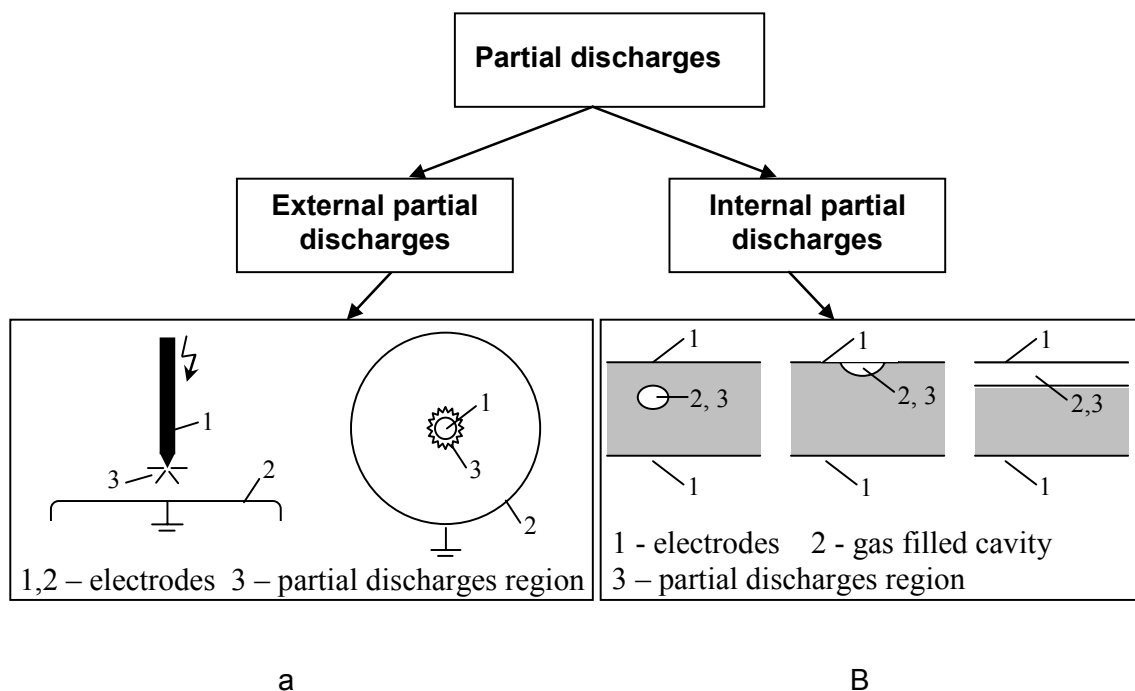 Partial discharges
External partial
discharges
Internal partial
discharges
1
3
2
1
3
2
1,2 – electrodes 3 – partial discharges region
1
2, 3
1
1
2, 3
1
1
2,3
1
1 - electrodes 2 - gas filled cavity
3 – partial discharges region
a
B